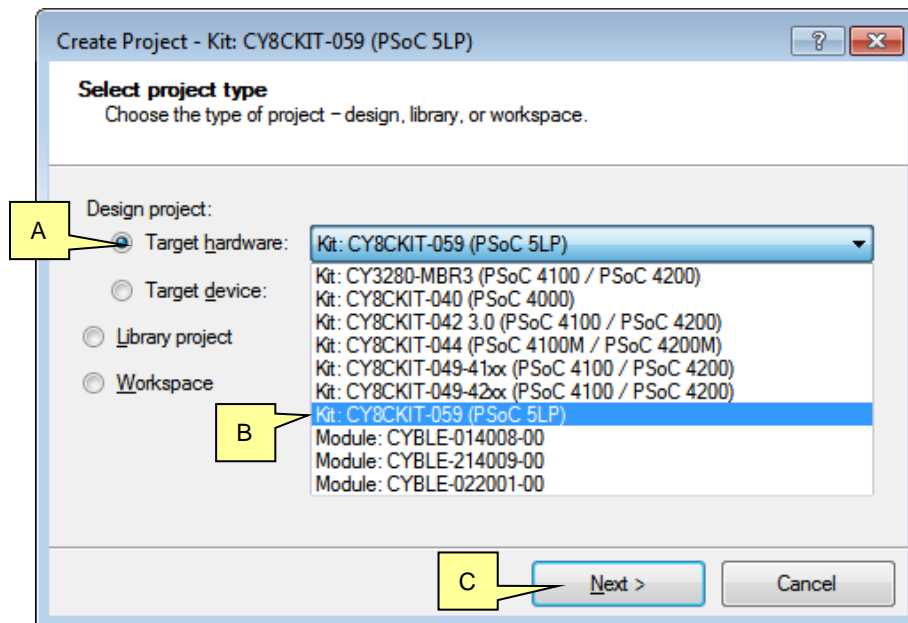 Create Project - Kit: CY8CKIT-059 (PSoC 5LP)
Select project type
Choose the type of project – design, library, or workspace.
Design project:
A
Target hardware:
Kit: CY8CKIT-059 (PSoC 5LP)
Kit: CY3280-MBR3 (PSoC 4100 / PSoC 4200)
Target device:
Kit: CY8CKIT-040 (PSoC 4000)
Kit: CY8CKIT-042 3.0 (PSoC 4100 / PSoC 4200)
Library project
Kit: CY8CKIT-044 (PSoC 4100M / PSoC 4200M)
Kit: CY8CKIT-049-41xx (PSoC 4100 / PSoC 4200)
Workspace
Kit: CY8CKIT-049-42xx (PSoC 4100 / PSoC 4200)
Kit: CY8CKIT-059 (PSoC 5LP)
B
Module: CYBLE-014008-00
Module: CYBLE-214009-00
Module: CYBLE-022001-00
C
Next >
Cancel